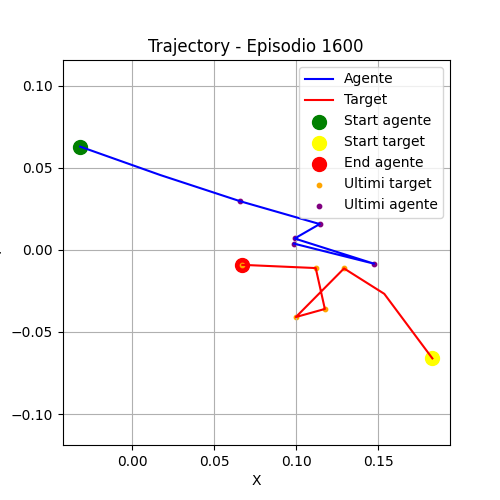 Trajectory - Episodio 1600
Agente
Target
Start agente
Start target
End agente
Ultimi target
Ultimi agente
0.10
0.05
0.00
−0.05
−0.10
0.00
0.05
0.10
0.15
X